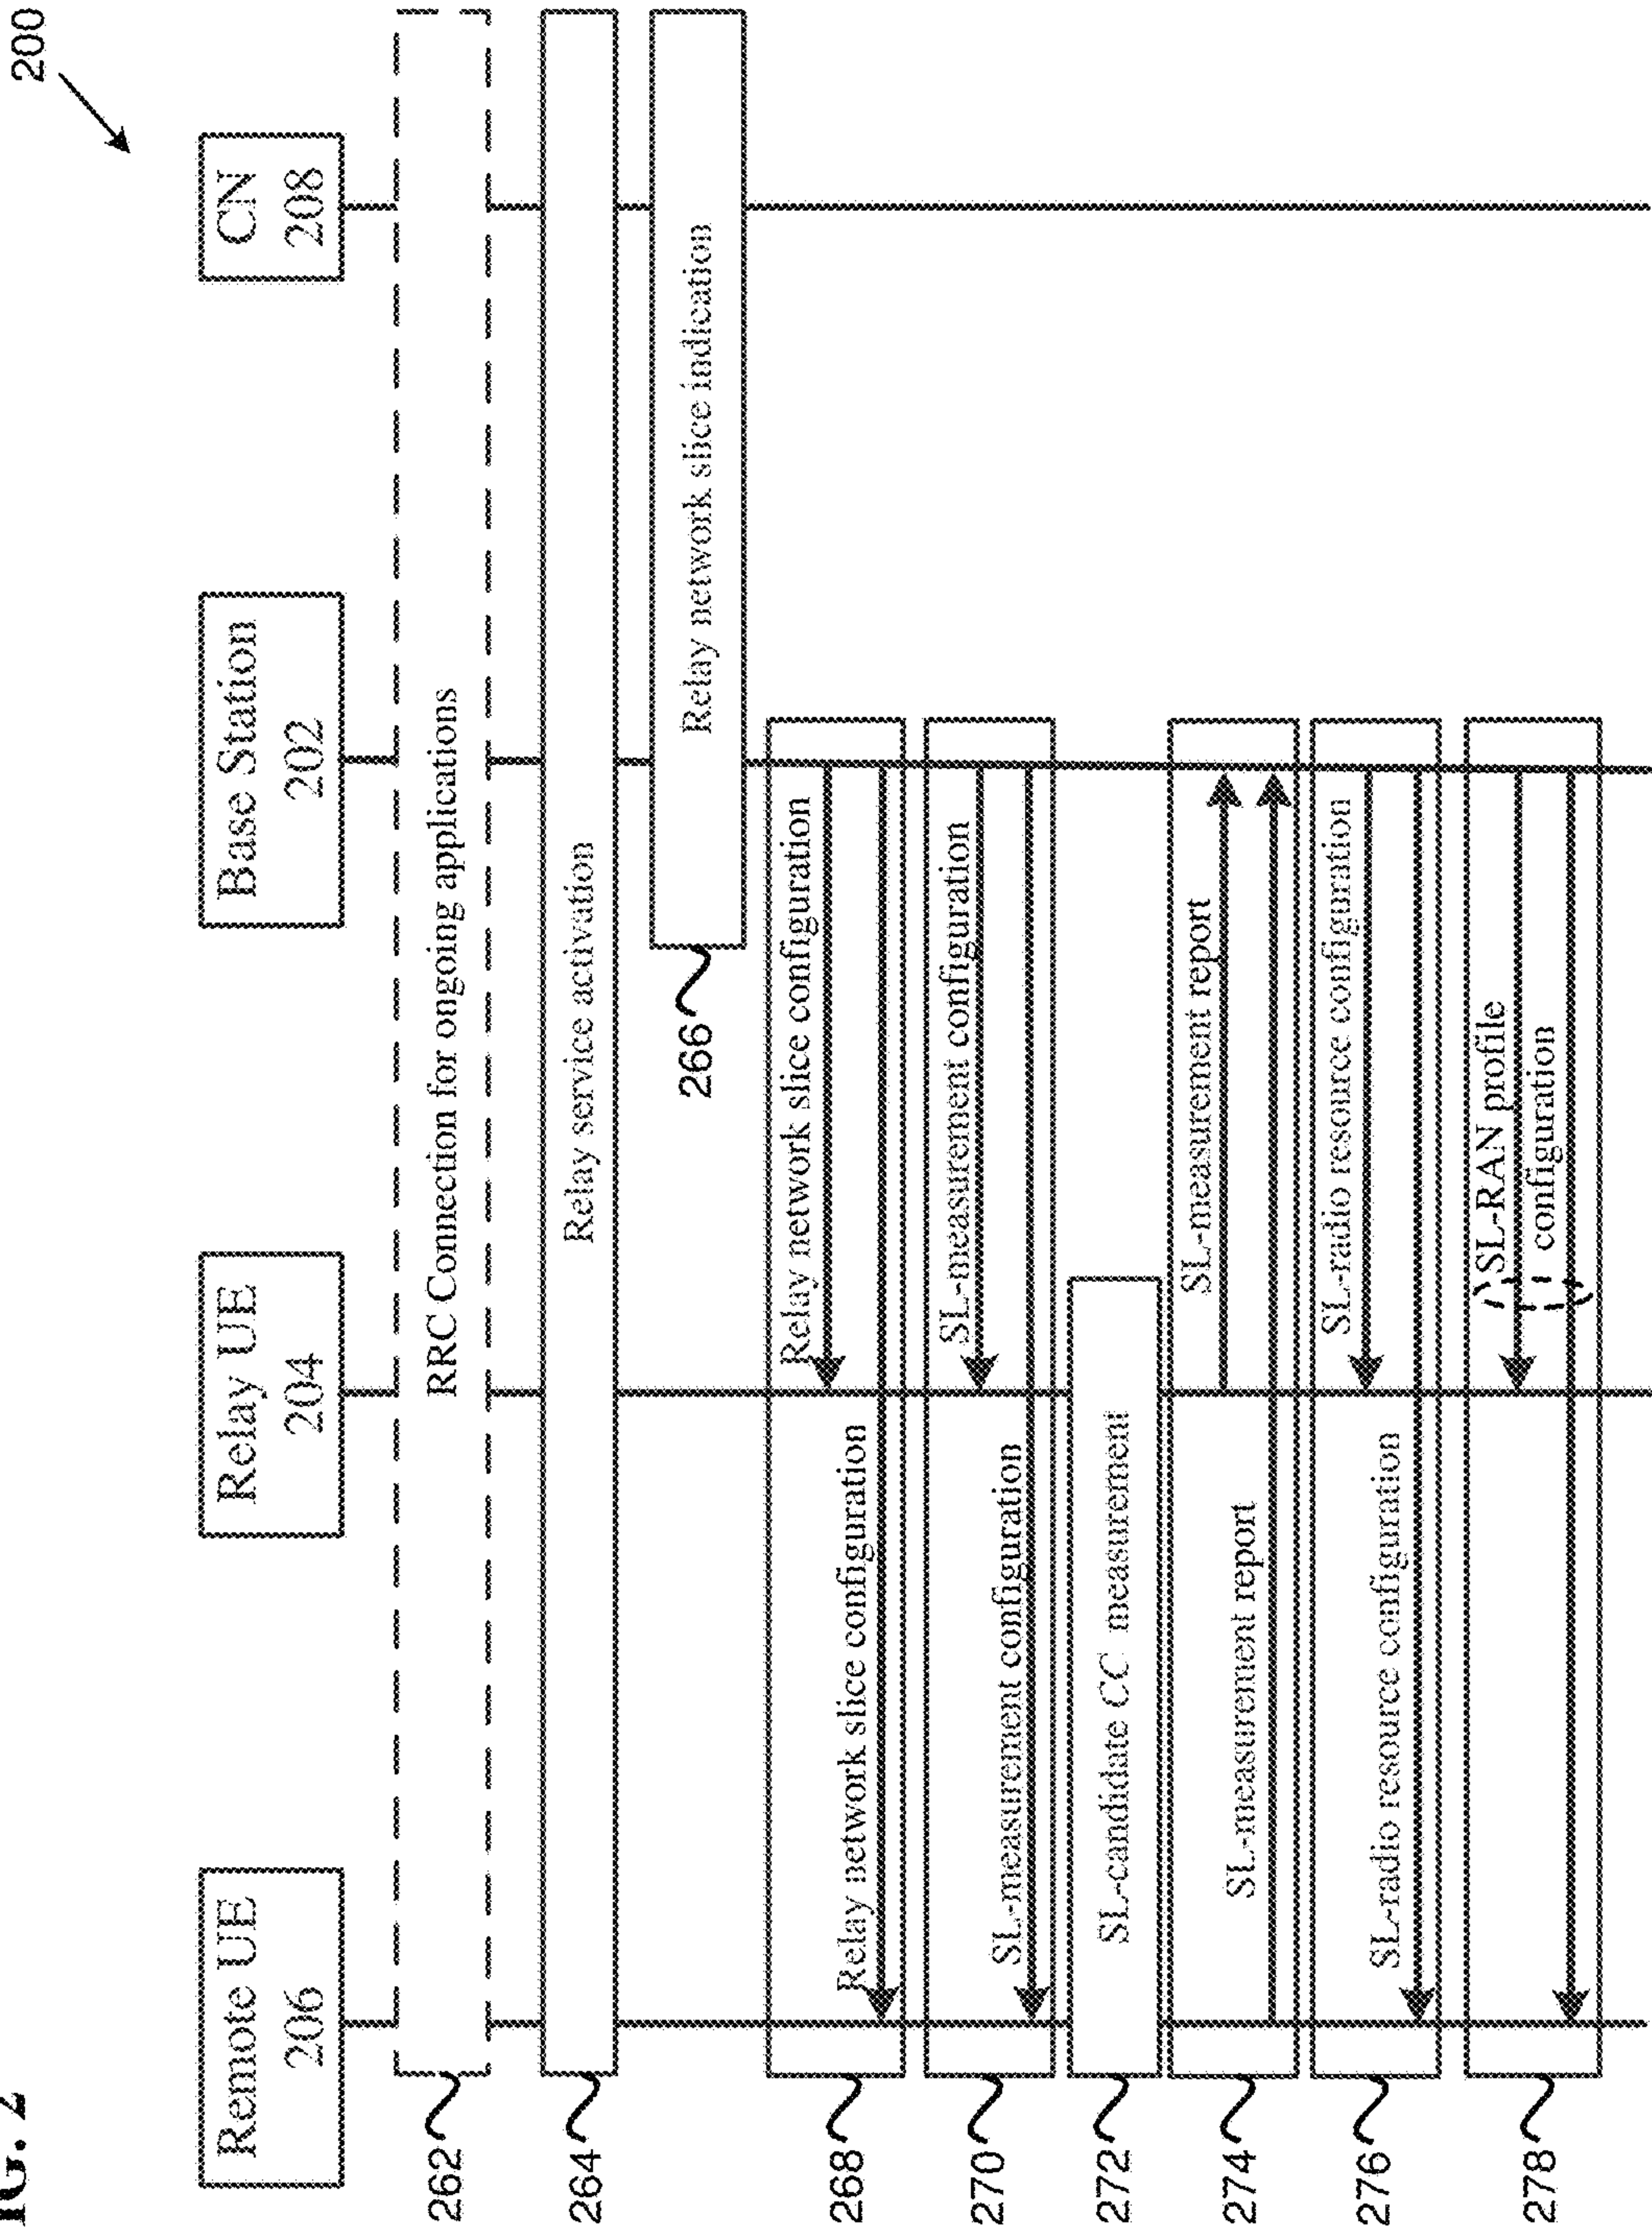 200
Remote UE
206
Relay UE
204
Base Station
202
CN
208
262
RRC Connection for ongoing applications
264
Relay service activation
266
Relay network slice indication
268
Relay network slice configuration
Relay network slice configuration
270
SL-measurement configuration
SL-measurement configuration
272
SL-candidate CC measurement
274
SL-measurement report
SL-measurement report
276
SL-radio resource configuration
SL-radio resource configuration
278
SL-RAN profile
configuration